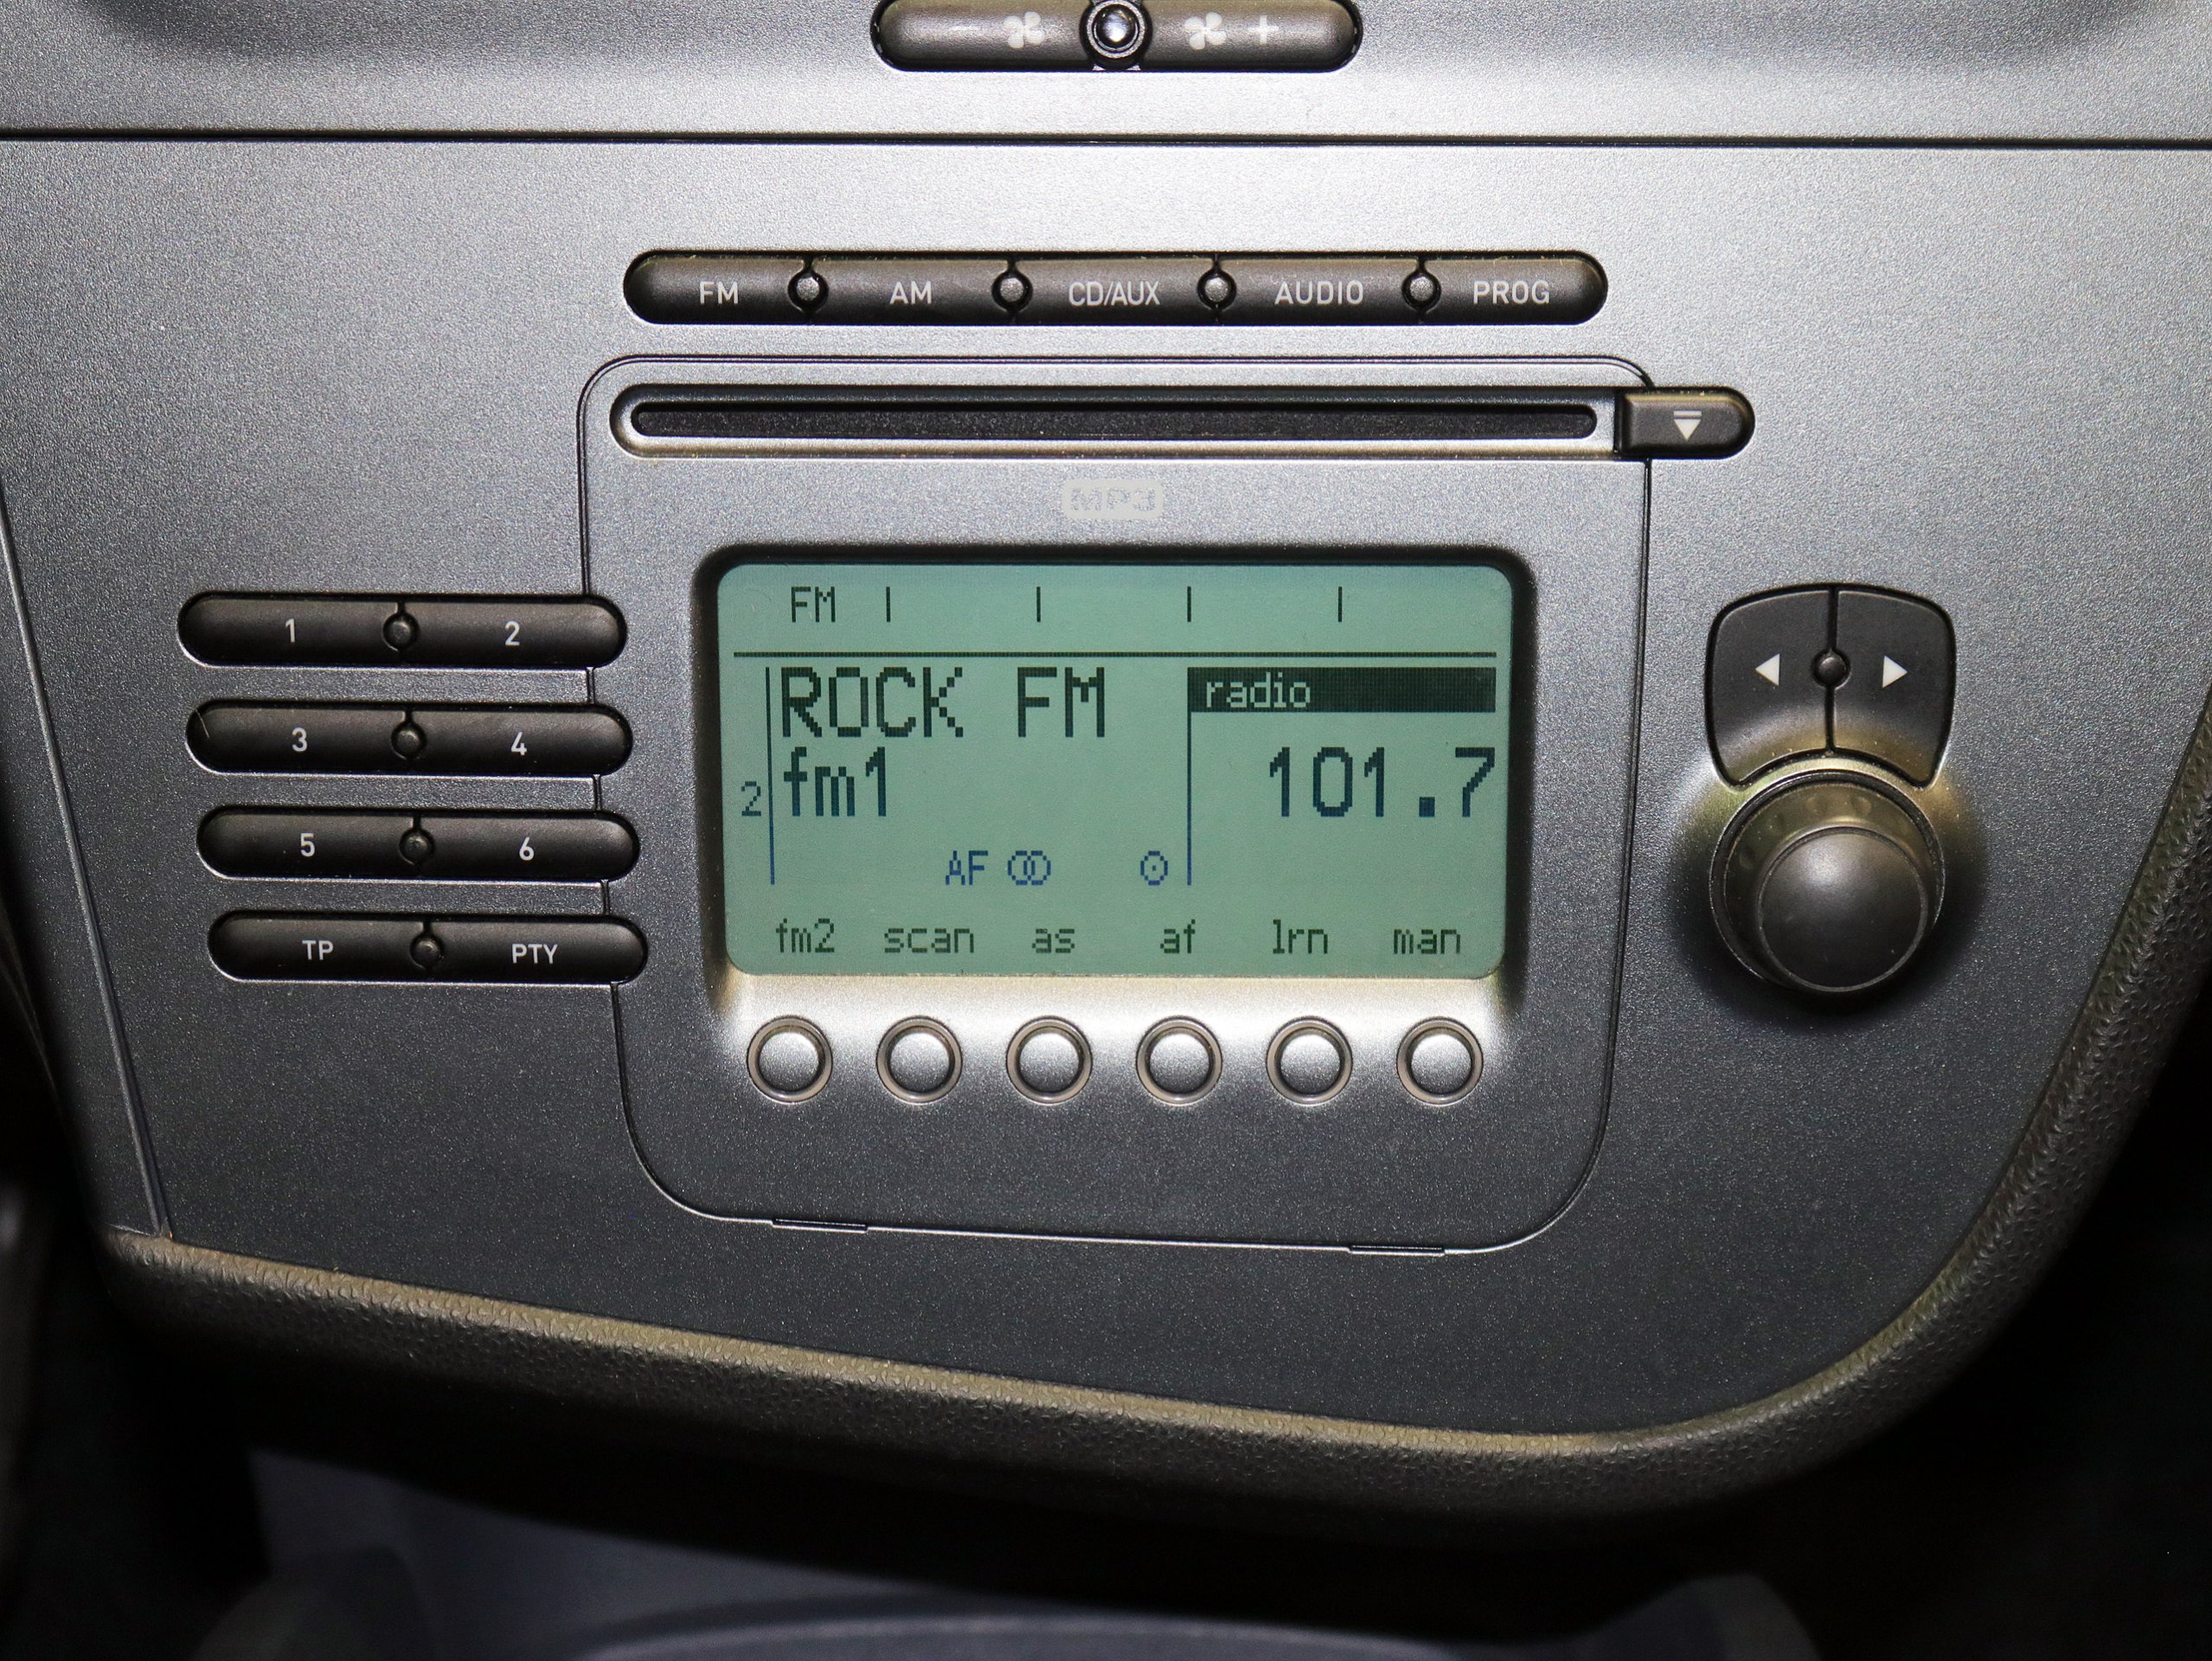 - +
FM AM CD/AUX AUDIO PROG
MP3
FM
ROCK FM radio
2 fm1 101.7
AF
fm2 scan as af lrn man
1 2
3 4
5 6
TP PTY